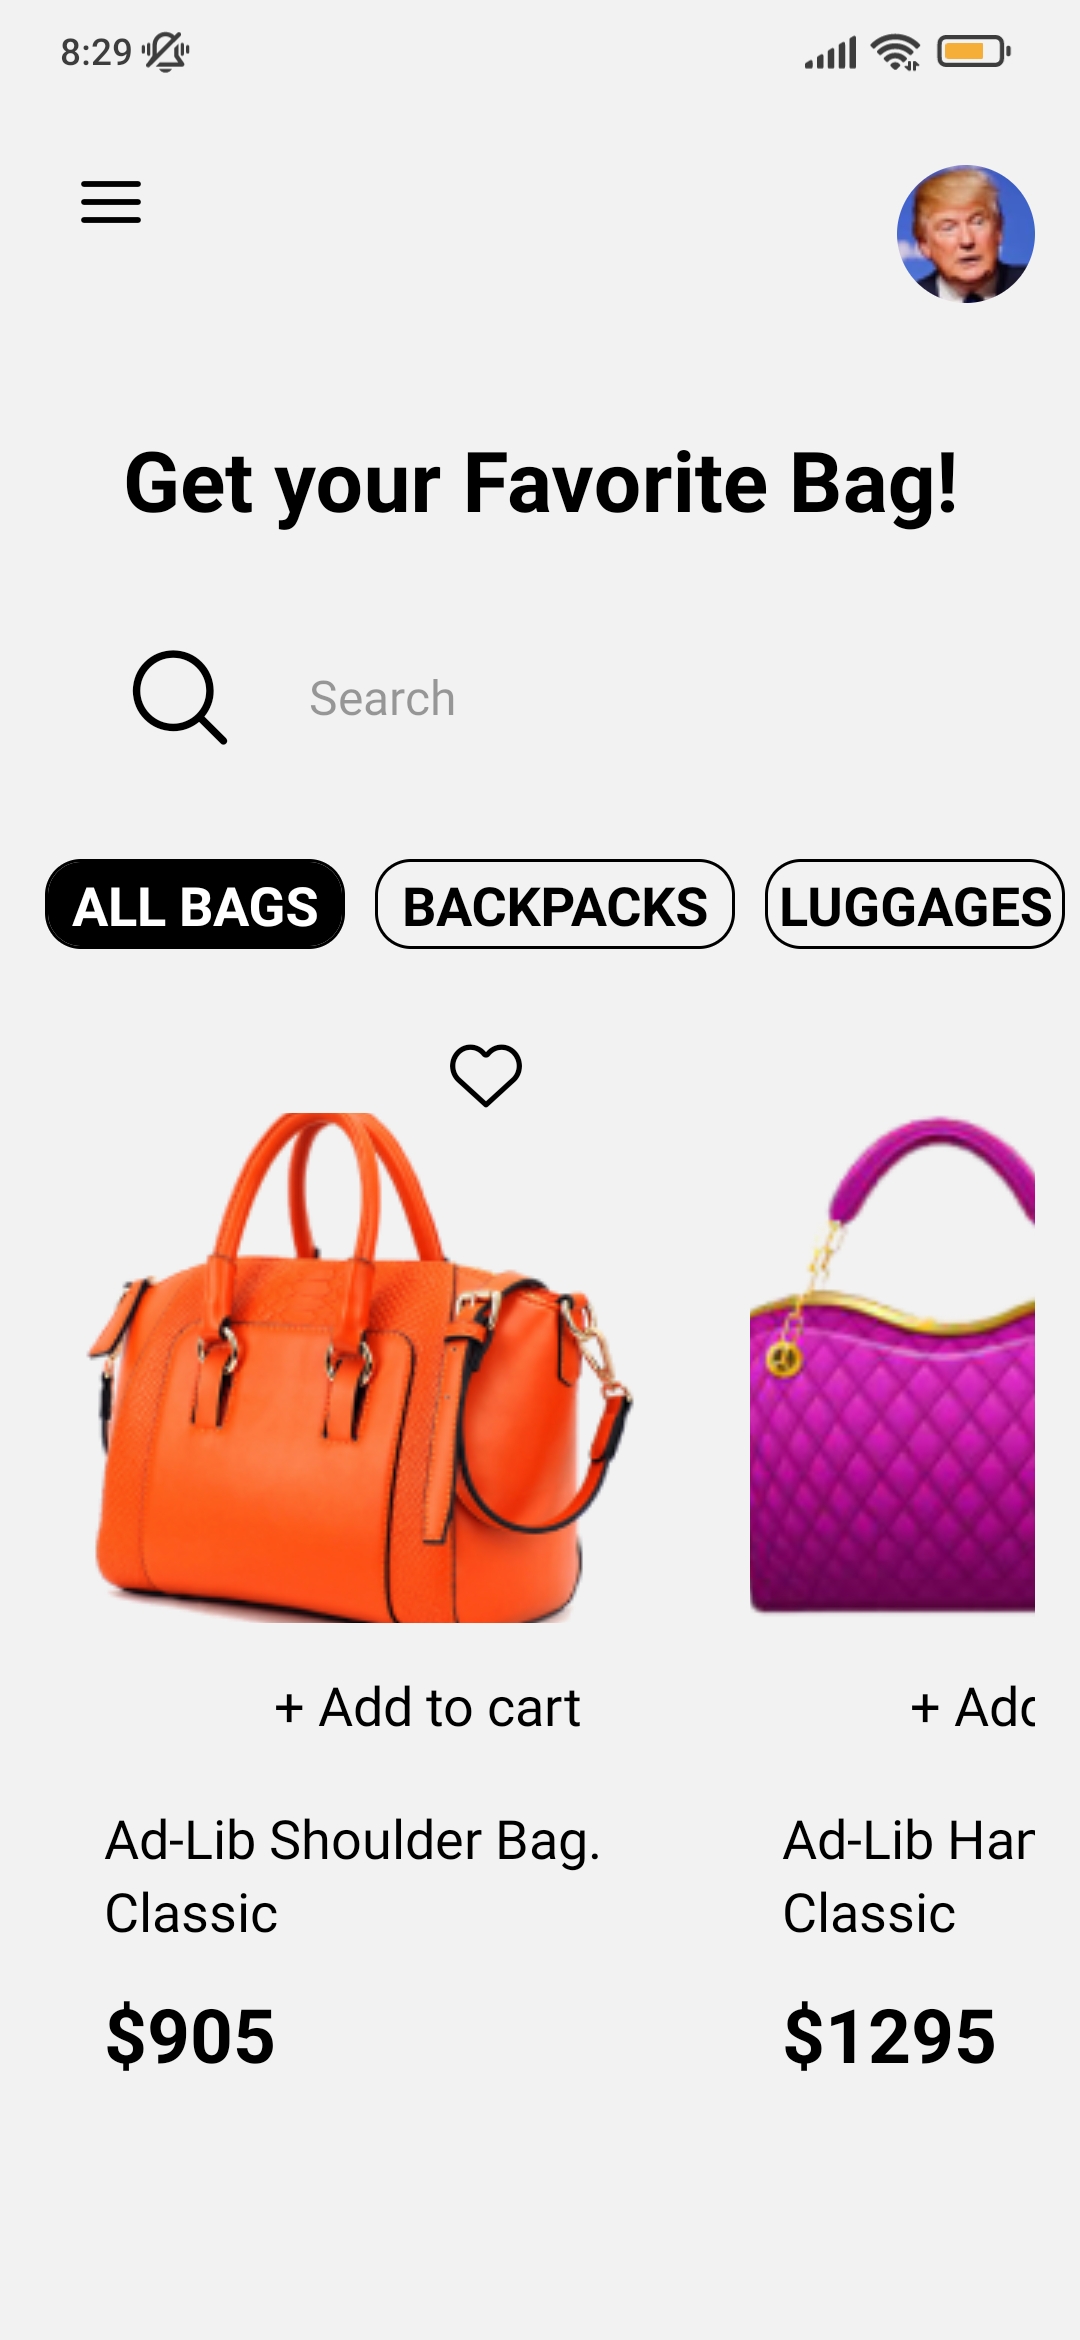 8:29
Get your Favorite Bag!
Search
ALL BAGS
BACKPACKS
LUGGAGES
+ Add to cart
+ Add
Ad-Lib Shoulder Bag.
Classic
Ad-Lib Han
Classic
$905
$1295